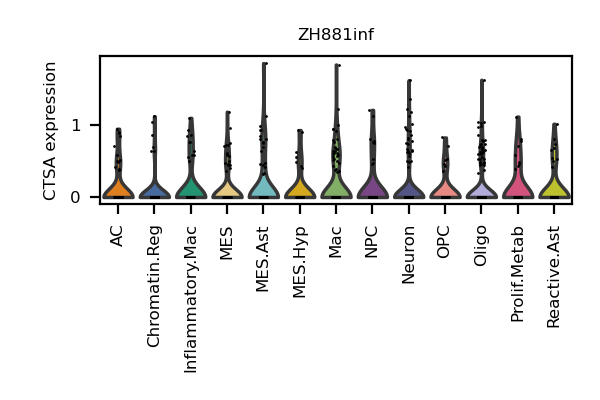 ZH881inf
CTSA expression
1
0
AC
Chromatin.Reg
Inflammatory.Mac
MES
MES.Ast
MES.Hyp
Mac
NPC
Neuron
OPC
Oligo
Prolif.Metab
Reactive.Ast